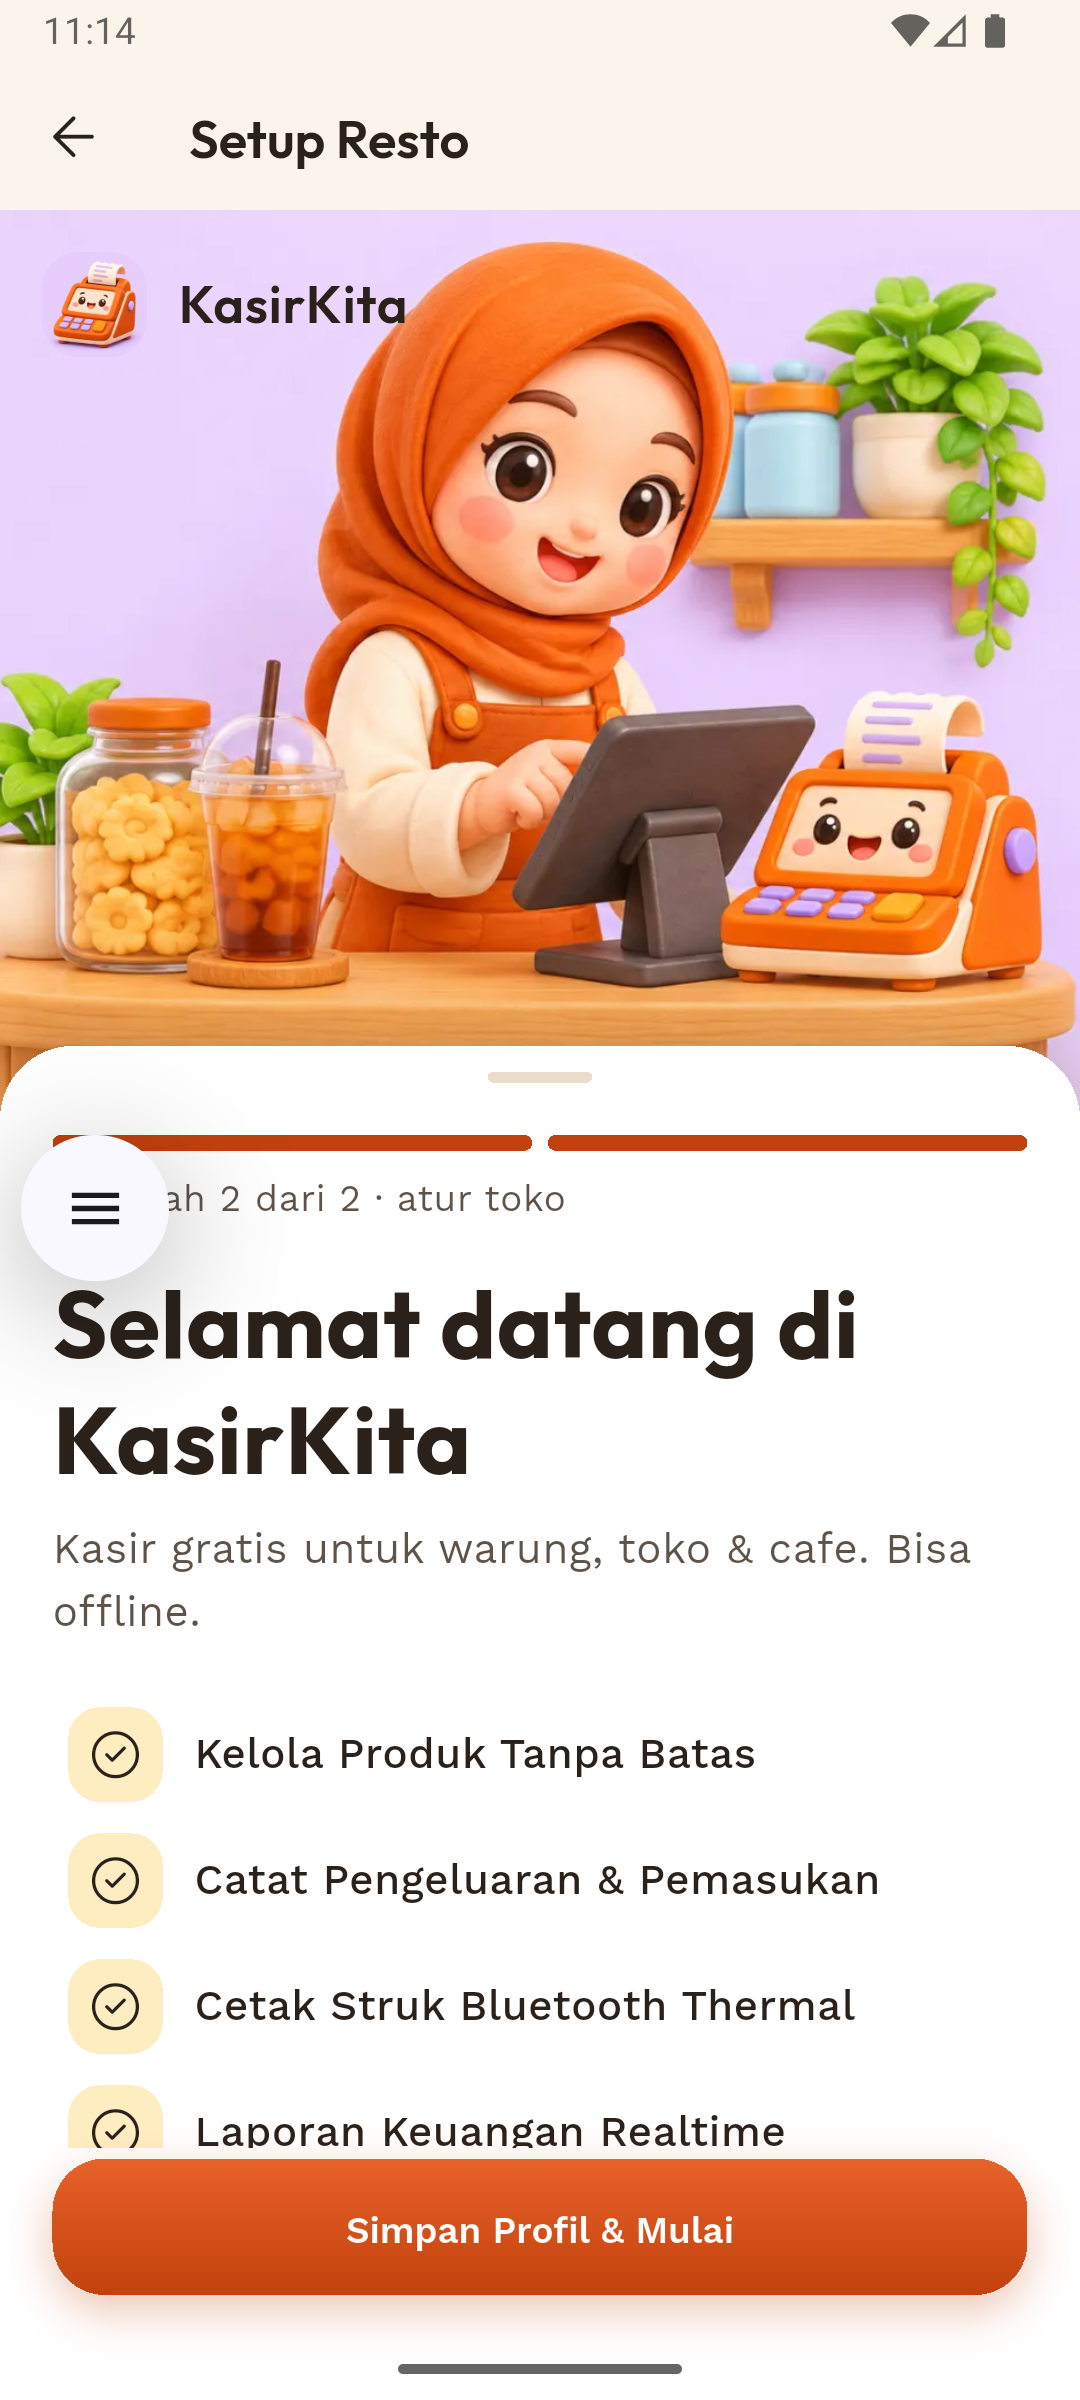 11:14
Setup Resto
KasirKita
ah 2 dari 2 · atur toko
Selamat datang di
KasirKita
Kasir gratis untuk warung, toko & cafe. Bisa
offline.
Kelola Produk Tanpa Batas
Catat Pengeluaran & Pemasukan
Cetak Struk Bluetooth Thermal
Laporan Keuangan Realtime
Simpan Profil & Mulai